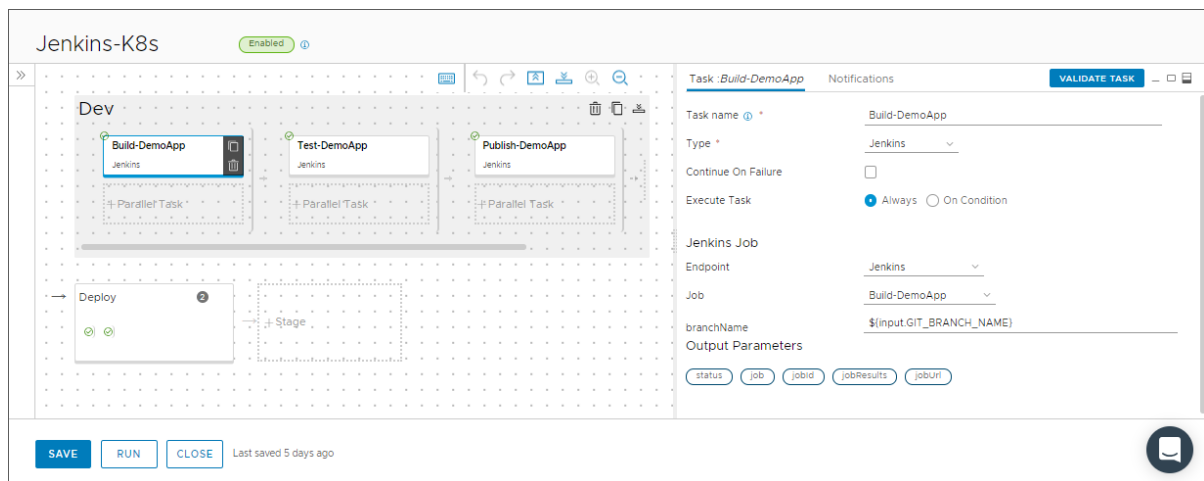 Jenkins-K8s
Enabled
Task :Build-DemoApp Notifications VALIDATE TASK
Dev
Build-DemoApp
Jenkins
Test-DemoApp
Jenkins
Publish-DemoApp
Jenkins
+ Parallel Task + Parallel Task + Parallel Task
Deploy 2
+ Stage
Task name * Build-DemoApp
Type * Jenkins
Continue On Failure
Execute Task Always On Condition
Jenkins Job
Endpoint Jenkins
Job Build-DemoApp
branchName ${input.GIT_BRANCH_NAME}
Output Parameters
status job jobId jobResults jobUrl
SAVE RUN CLOSE Last saved 5 days ago